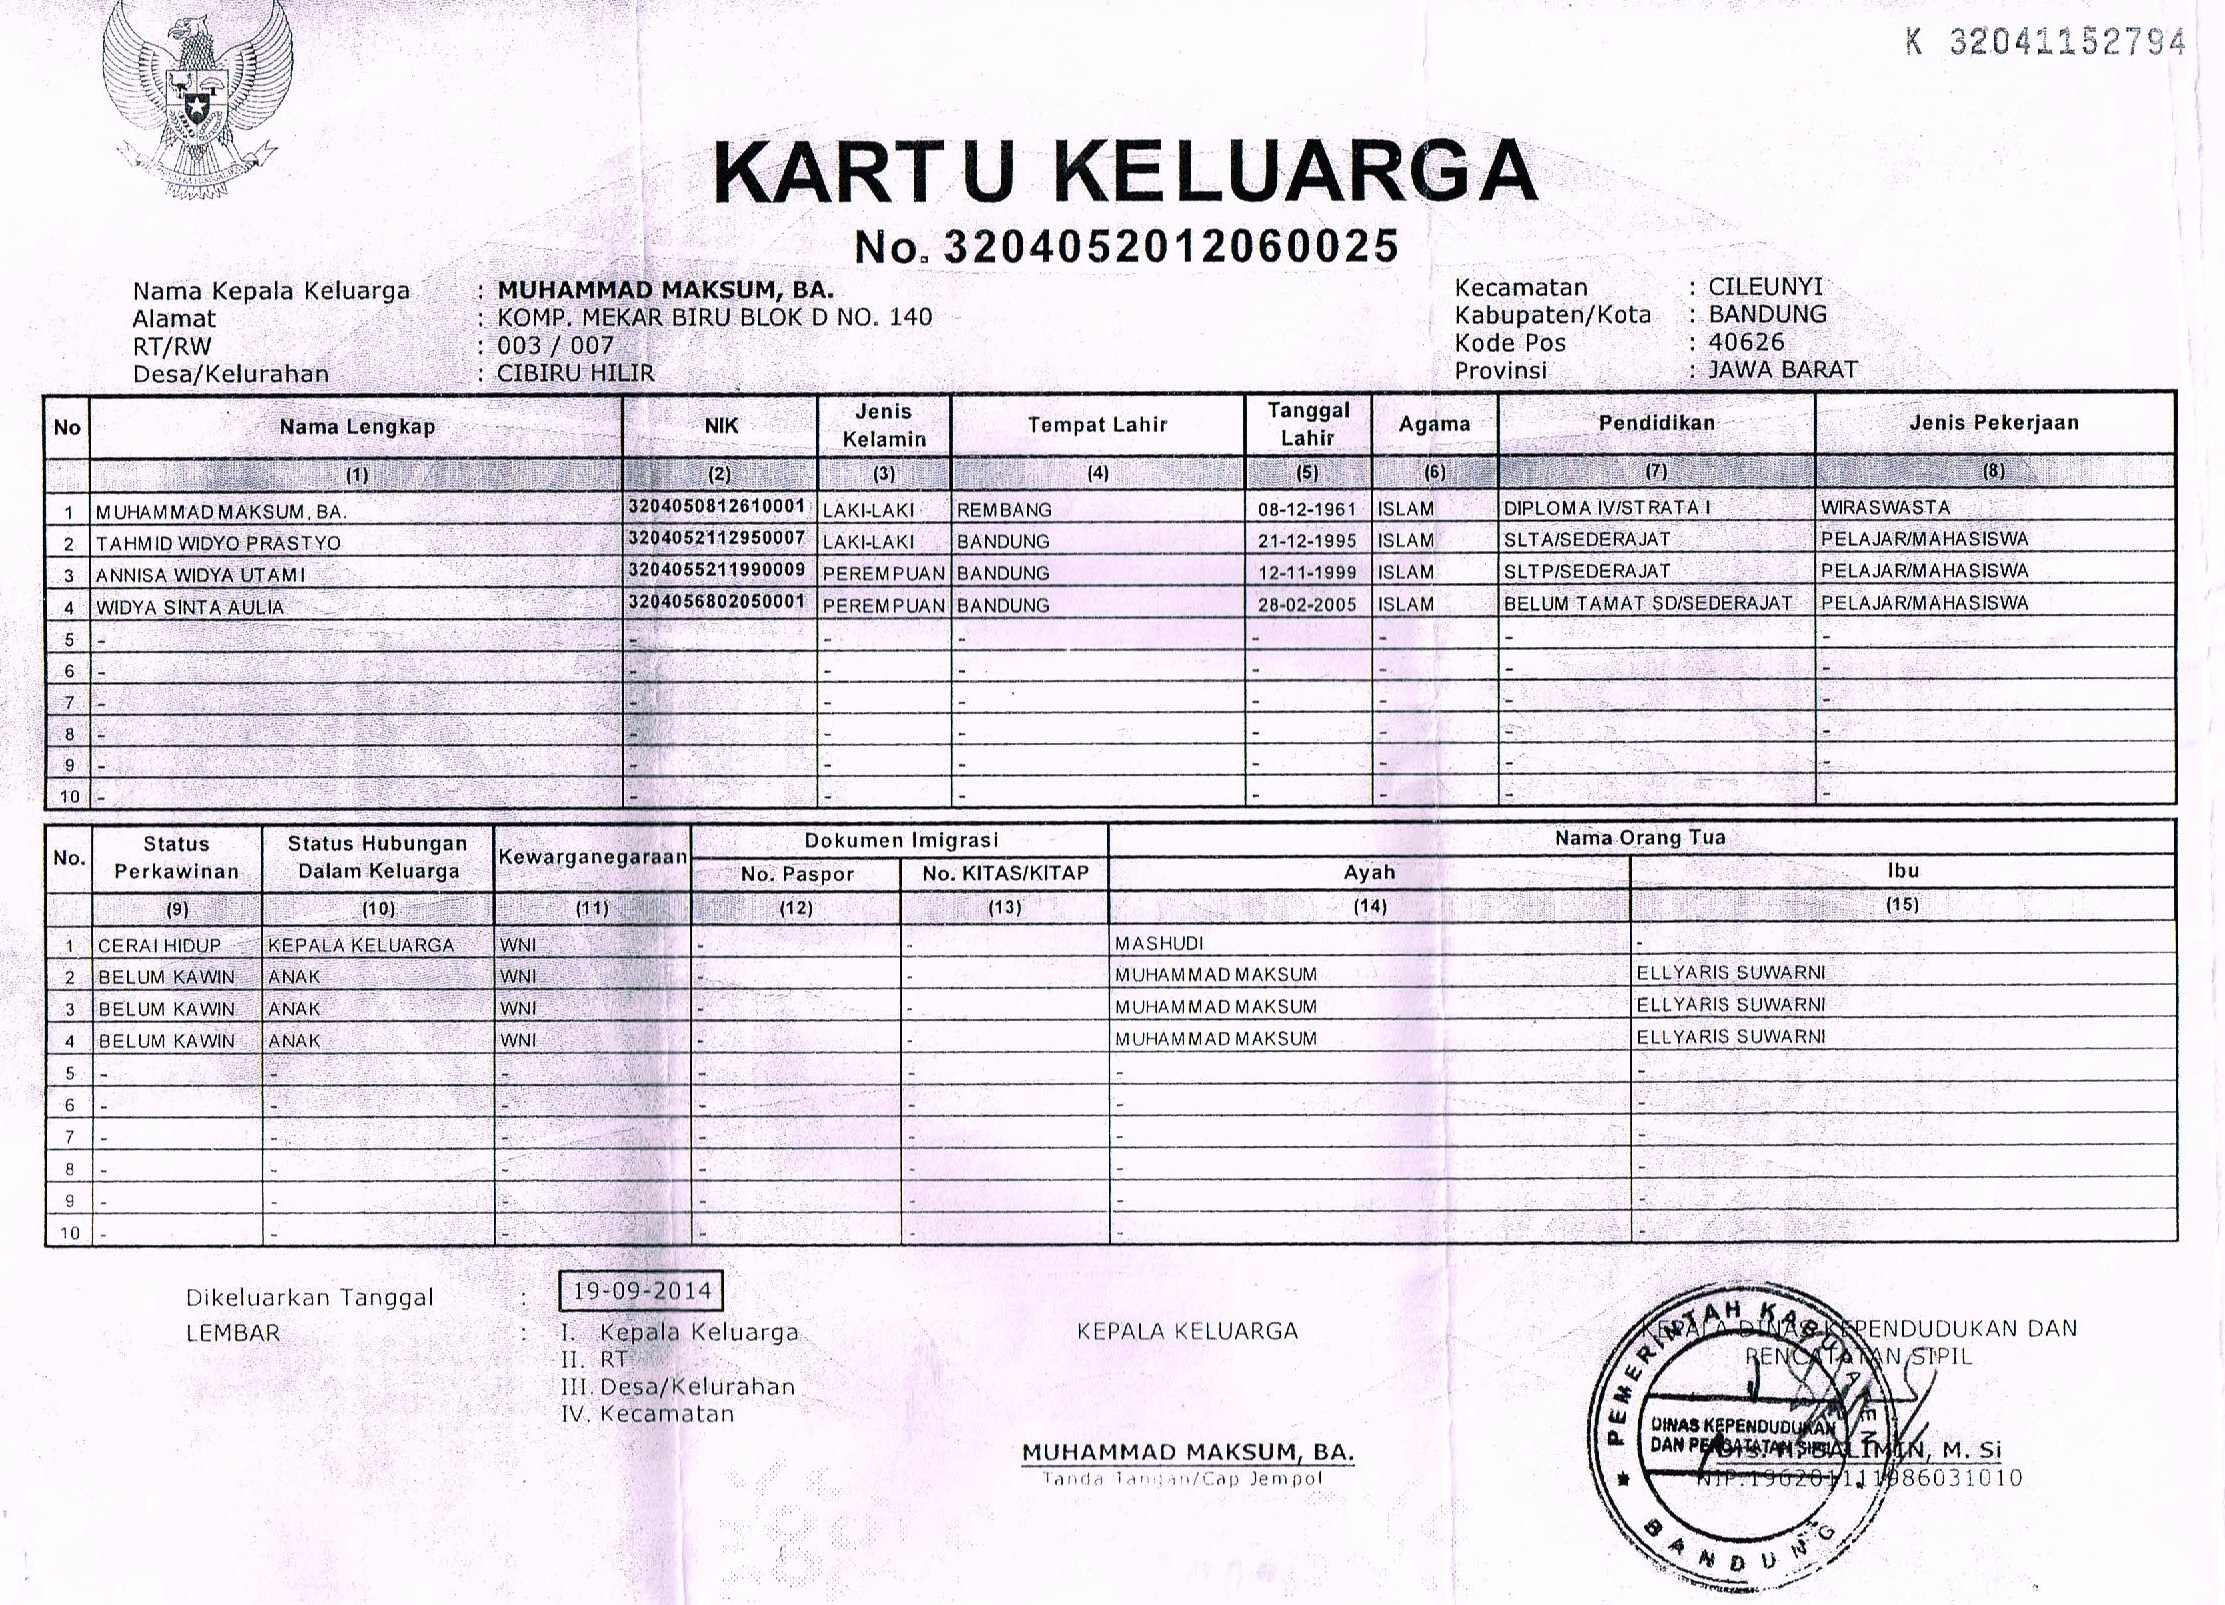 K 32041152794
KARTU KELUARGA
No. 3204052012060025
Nama Kepala Keluarga : MUHAMMAD MAKSUM, BA.
Alamat : KOMP. MEKAR BIRU BLOK D NO. 140
RT/RW : 003 / 007
Desa/Kelurahan : CIBIRU HILIR
Kecamatan : CILEUNYI
Kabupaten/Kota : BANDUNG
Kode Pos : 40626
Provinsi : JAWA BARAT
No Nama Lengkap NIK Jenis Kelamin Tempat Lahir Tanggal Lahir Agama Pendidikan Jenis Pekerjaan
(1) (2) (3) (4) (5) (6) (7) (8)
1 MUHAMMAD MAKSUM, BA. 3204050812610001 LAKI-LAKI REMBANG 08-12-1961 ISLAM DIPLOMA IV/STRATA I WIRASWASTA
2 TAHMID WIDYO PRASTYO 3204052112950007 LAKI-LAKI BANDUNG 21-12-1995 ISLAM SLTA/SEDERAJAT PELAJAR/MAHASISWA
3 ANNISA WIDYA UTAMI 3204055211990009 PEREMPUAN BANDUNG 12-11-1999 ISLAM SLTP/SEDERAJAT PELAJAR/MAHASISWA
4 WIDYA SINTA AULIA 3204056802050001 PEREMPUAN BANDUNG 28-02-2005 ISLAM BELUM TAMAT SD/SEDERAJAT PELAJAR/MAHASISWA
5 - - - - - - - -
6 - - - - - - - -
7 - - - - - - - -
8 - - - - - - - -
9 - - - - - - - -
10 - - - - - - - -
No. Status Perkawinan Status Hubungan Dalam Keluarga Kewarganegaraan Dokumen Imigrasi Nama Orang Tua
No. Paspor No. KITAS/KITAP Ayah Ibu
(9) (10) (11) (12) (13) (14) (15)
1 CERAI HIDUP KEPALA KELUARGA WNI - - MASHUDI -
2 BELUM KAWIN ANAK WNI - - MUHAMMAD MAKSUM ELLYARIS SUWARNI
3 BELUM KAWIN ANAK WNI - - MUHAMMAD MAKSUM ELLYARIS SUWARNI
4 BELUM KAWIN ANAK WNI - - MUHAMMAD MAKSUM ELLYARIS SUWARNI
5 - - - - - - -
6 - - - - - - -
7 - - - - - - -
8 - - - - - - -
9 - - - - - - -
10 - - - - - - -
Dikeluarkan Tanggal : 19-09-2014
LEMBAR : I. Kepala Keluarga
II. RT
III. Desa/Kelurahan
IV. Kecamatan
KEPALA KELUARGA
MUHAMMAD MAKSUM, BA.
Tanda Tangan/Cap Jempol
KEPALA DINAS KEPENDUDUKAN DAN
PENCATATAN SIPIL
SALIMIN, M. Si
NIP.196201111986031010
PEMERINTAH KABUPATEN
DINAS KEPENDUDUKAN
DAN PENCATATAN SIPIL
BANDUNG